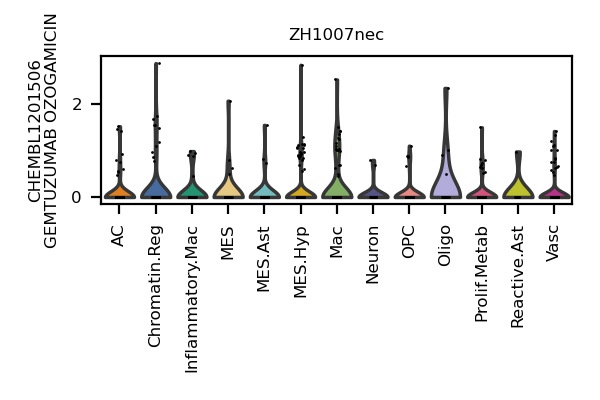 ZH1007nec
CHEMBL1201506
GEMTUZUMAB OZOGAMICIN
2
0
AC
Chromatin.Reg
Inflammatory.Mac
MES
MES.Ast
MES.Hyp
Mac
Neuron
OPC
Oligo
Prolif.Metab
Reactive.Ast
Vasc